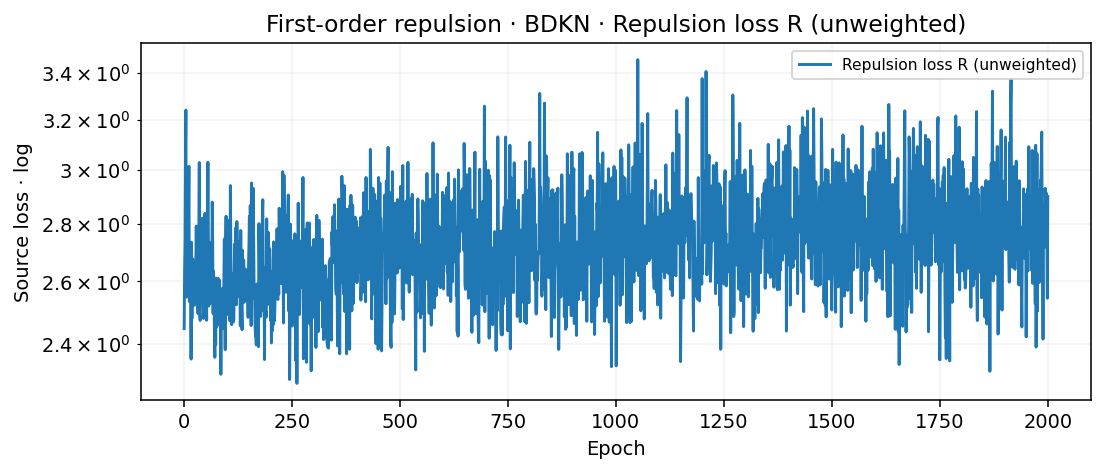 First-order repulsion · BDKN · Repulsion loss R (unweighted)
Repulsion loss R (unweighted)
Source loss · log
3.4 × 10⁰
3.2 × 10⁰
3 × 10⁰
2.8 × 10⁰
2.6 × 10⁰
2.4 × 10⁰
0 250 500 750 1000 1250 1500 1750 2000
Epoch